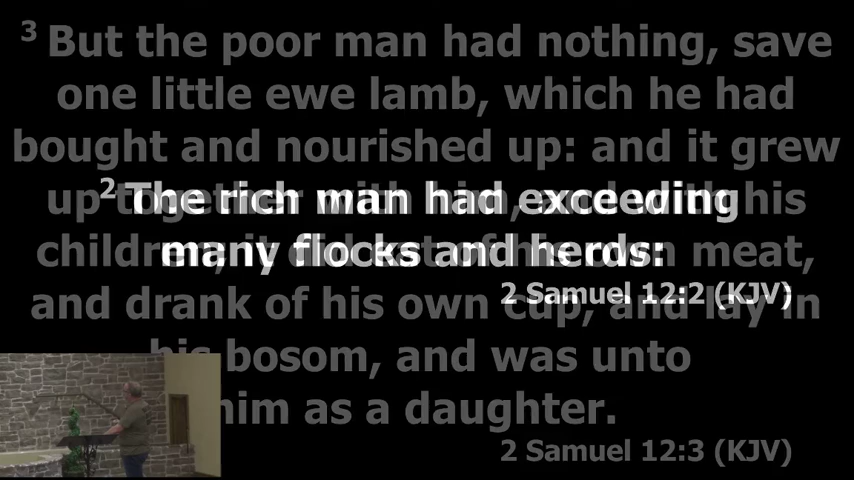 3 But the poor man had nothing, save
one little ewe lamb, which he had
bought and nourished up: and it grew
up together with him, and with his
children; it did eat of his own meat,
and drank of his own cup, and lay in
his bosom, and was unto
him as a daughter.
2 Samuel 12:3 (KJV)
2 The rich man had exceeding
many flocks and herds:
2 Samuel 12:2 (KJV)